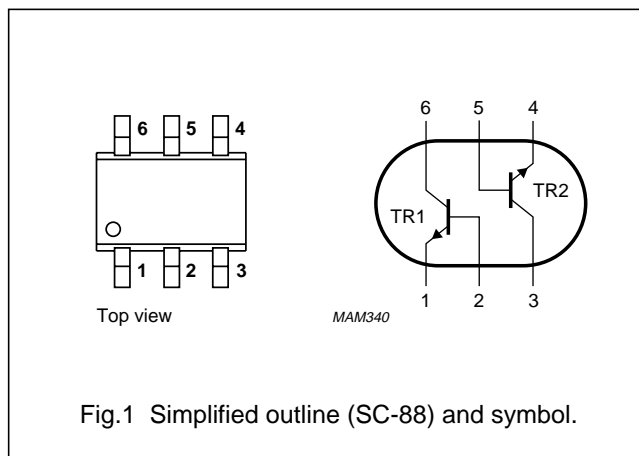 6 5 4
1 2 3
Top view
6 5 4
TR1 TR2
1 2 3
MAM340
Fig.1 Simplified outline (SC-88) and symbol.